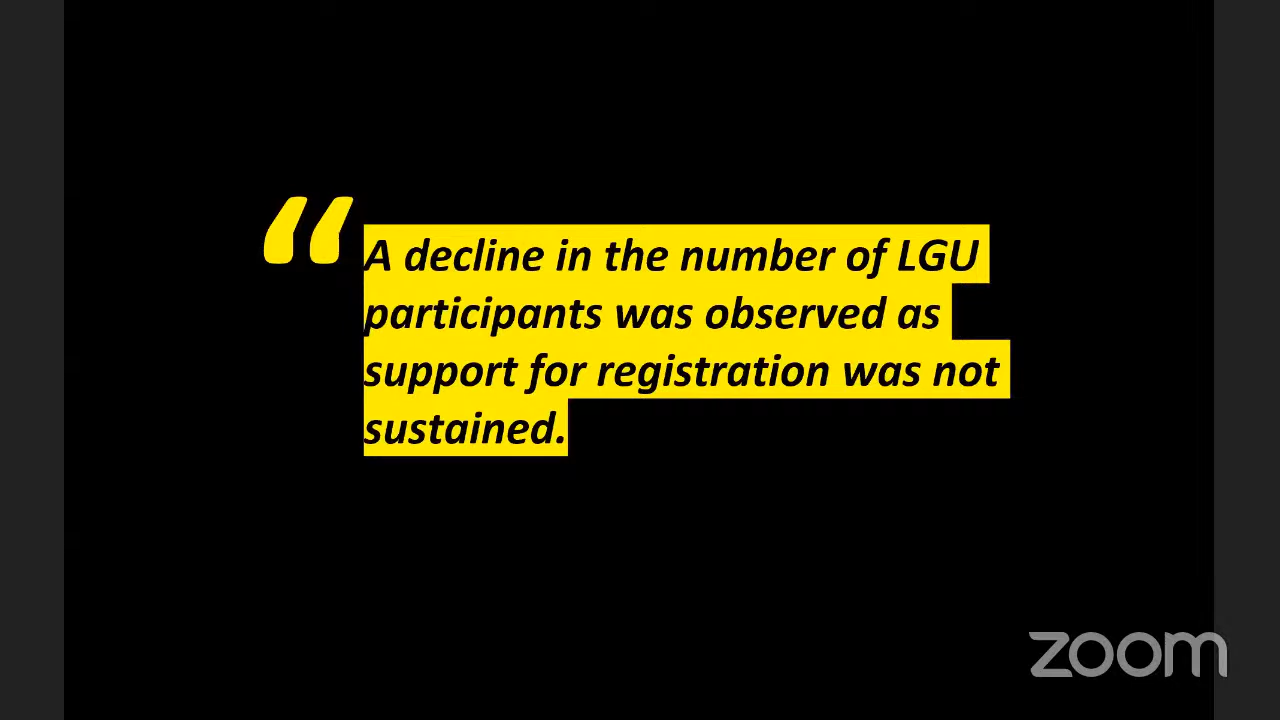 “
A decline in the number of LGU
participants was observed as
support for registration was not
sustained.
zoom